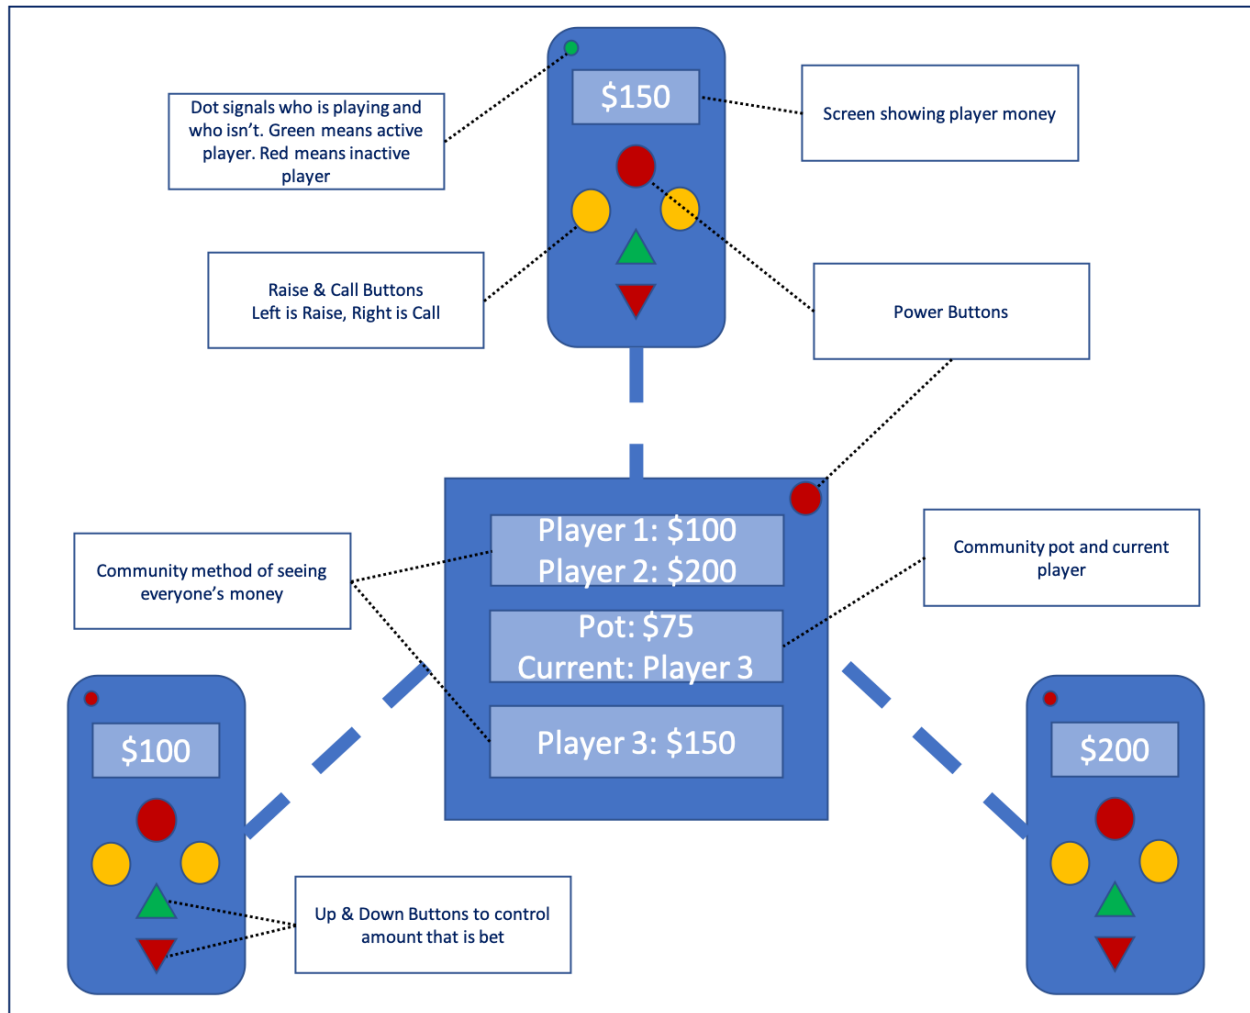 $150
Dot signals who is playing and
who isn't. Green means active
player. Red means inactive
player
Screen showing player money
Raise & Call Buttons
Left is Raise, Right is Call
Power Buttons
Player 1: $100
Player 2: $200
Pot: $75
Current: Player 3
Player 3: $150
Community method of seeing
everyone's money
Community pot and current
player
$100
$200
Up & Down Buttons to control
amount that is bet